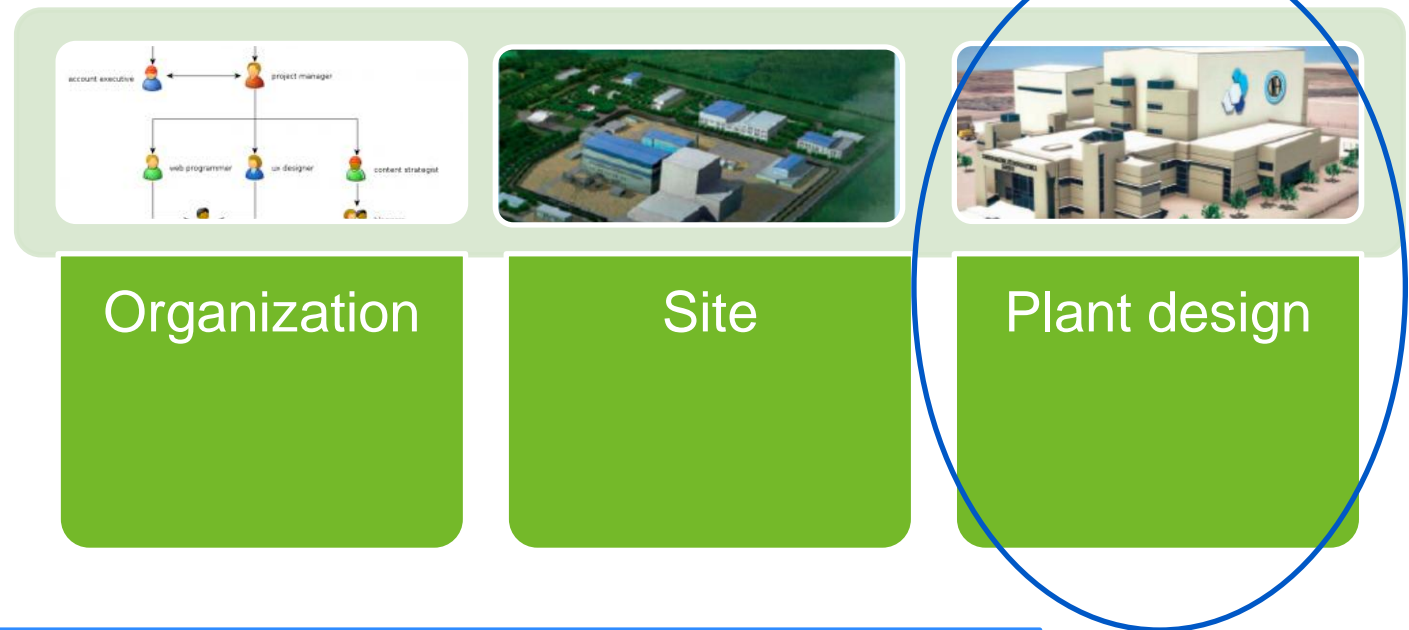 account executive
project manager
web programmer
ux designer
content strategist
Organization
Site
Plant design